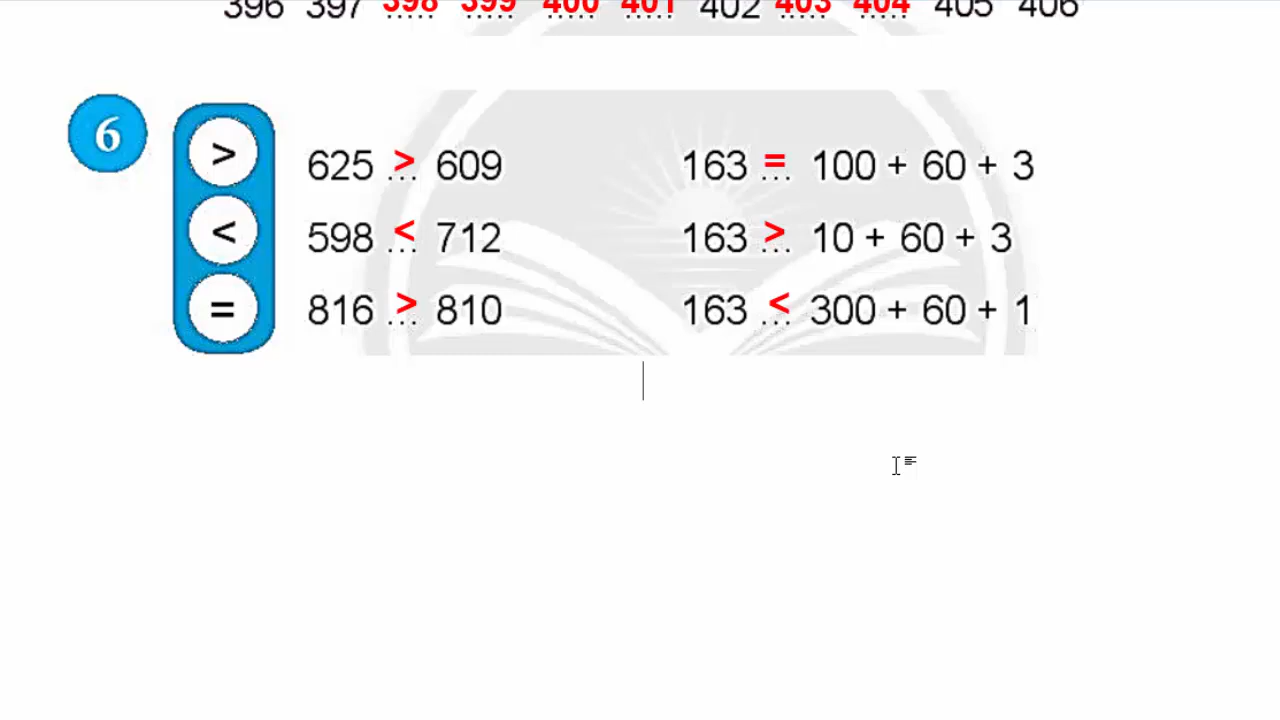 396 397 398 399 400 401 402 403 404 405 406
6
> 625 > 609 163 = 100 + 60 + 3
< 598 < 712 163 > 10 + 60 + 3
= 816 > 810 163 < 300 + 60 + 1